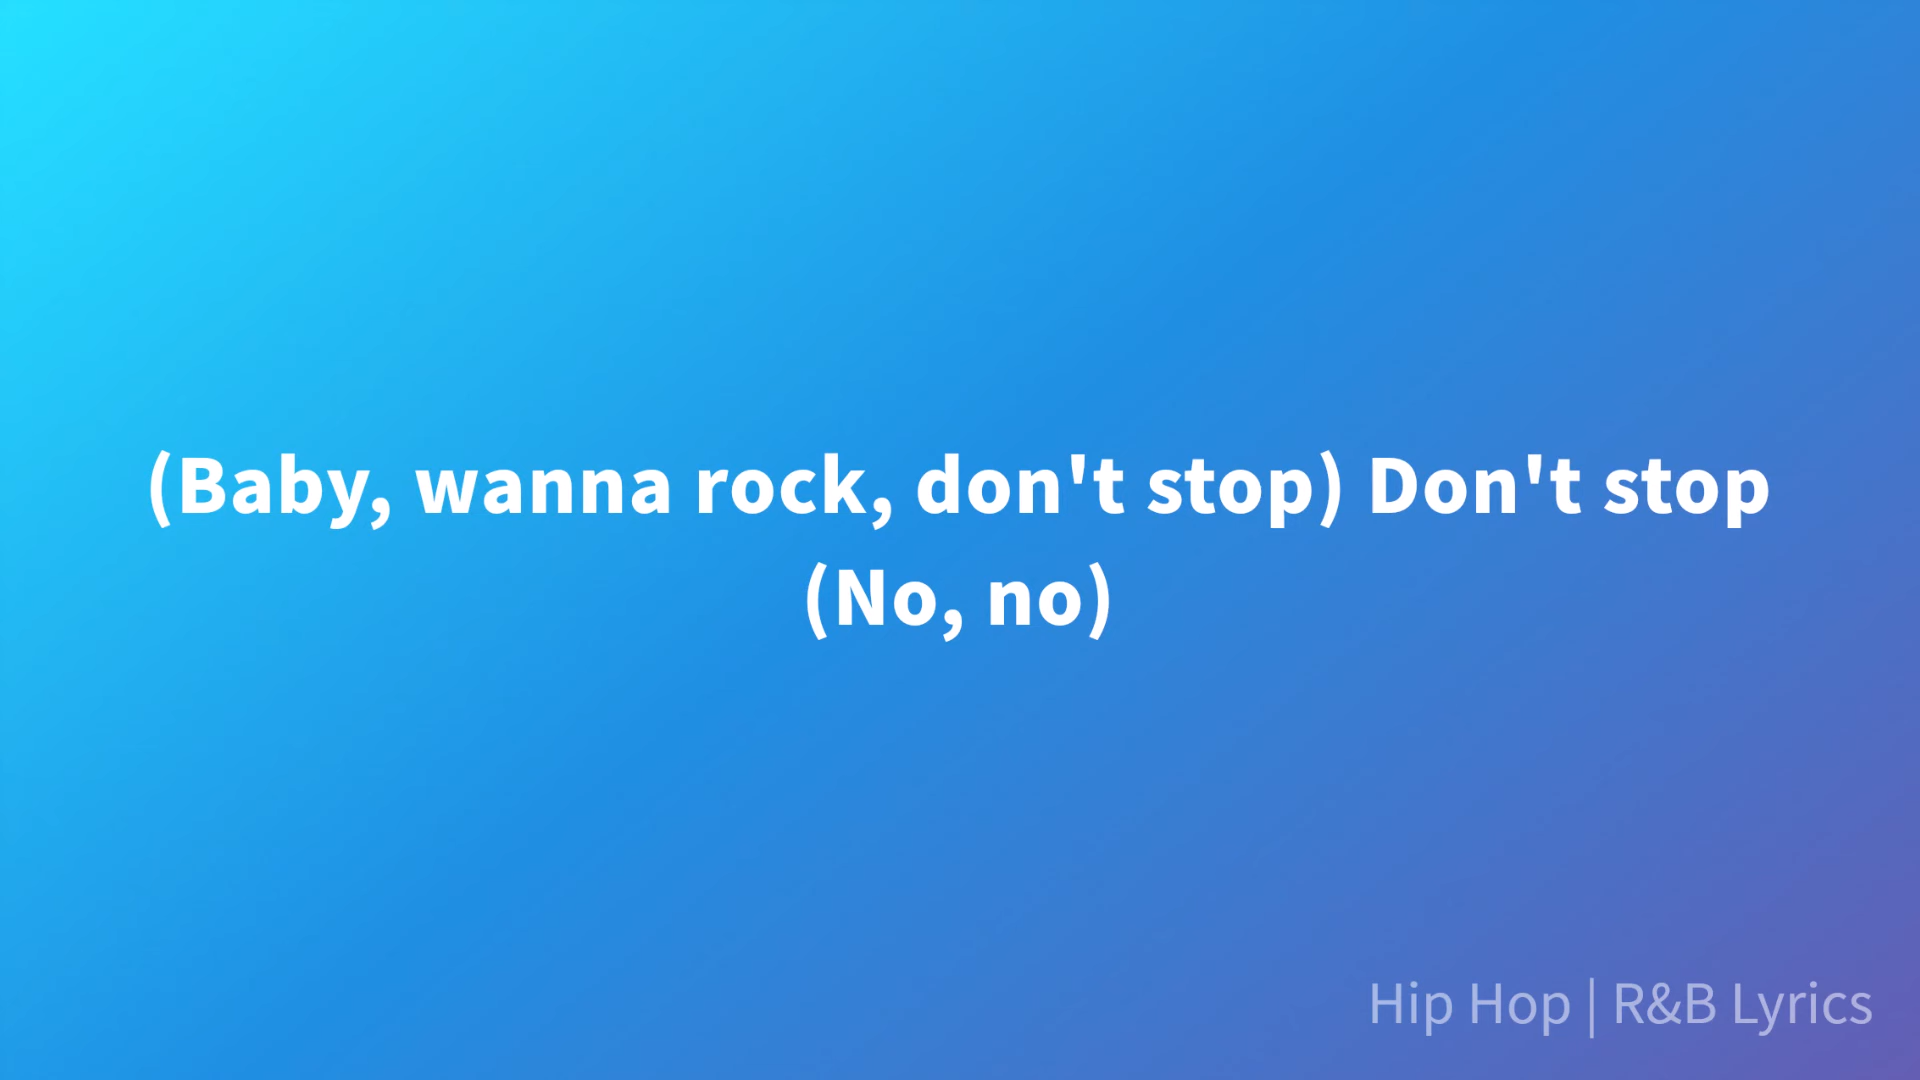 (Baby, wanna rock, don't stop) Don't stop
(No, no)
Hip Hop | R&B Lyrics